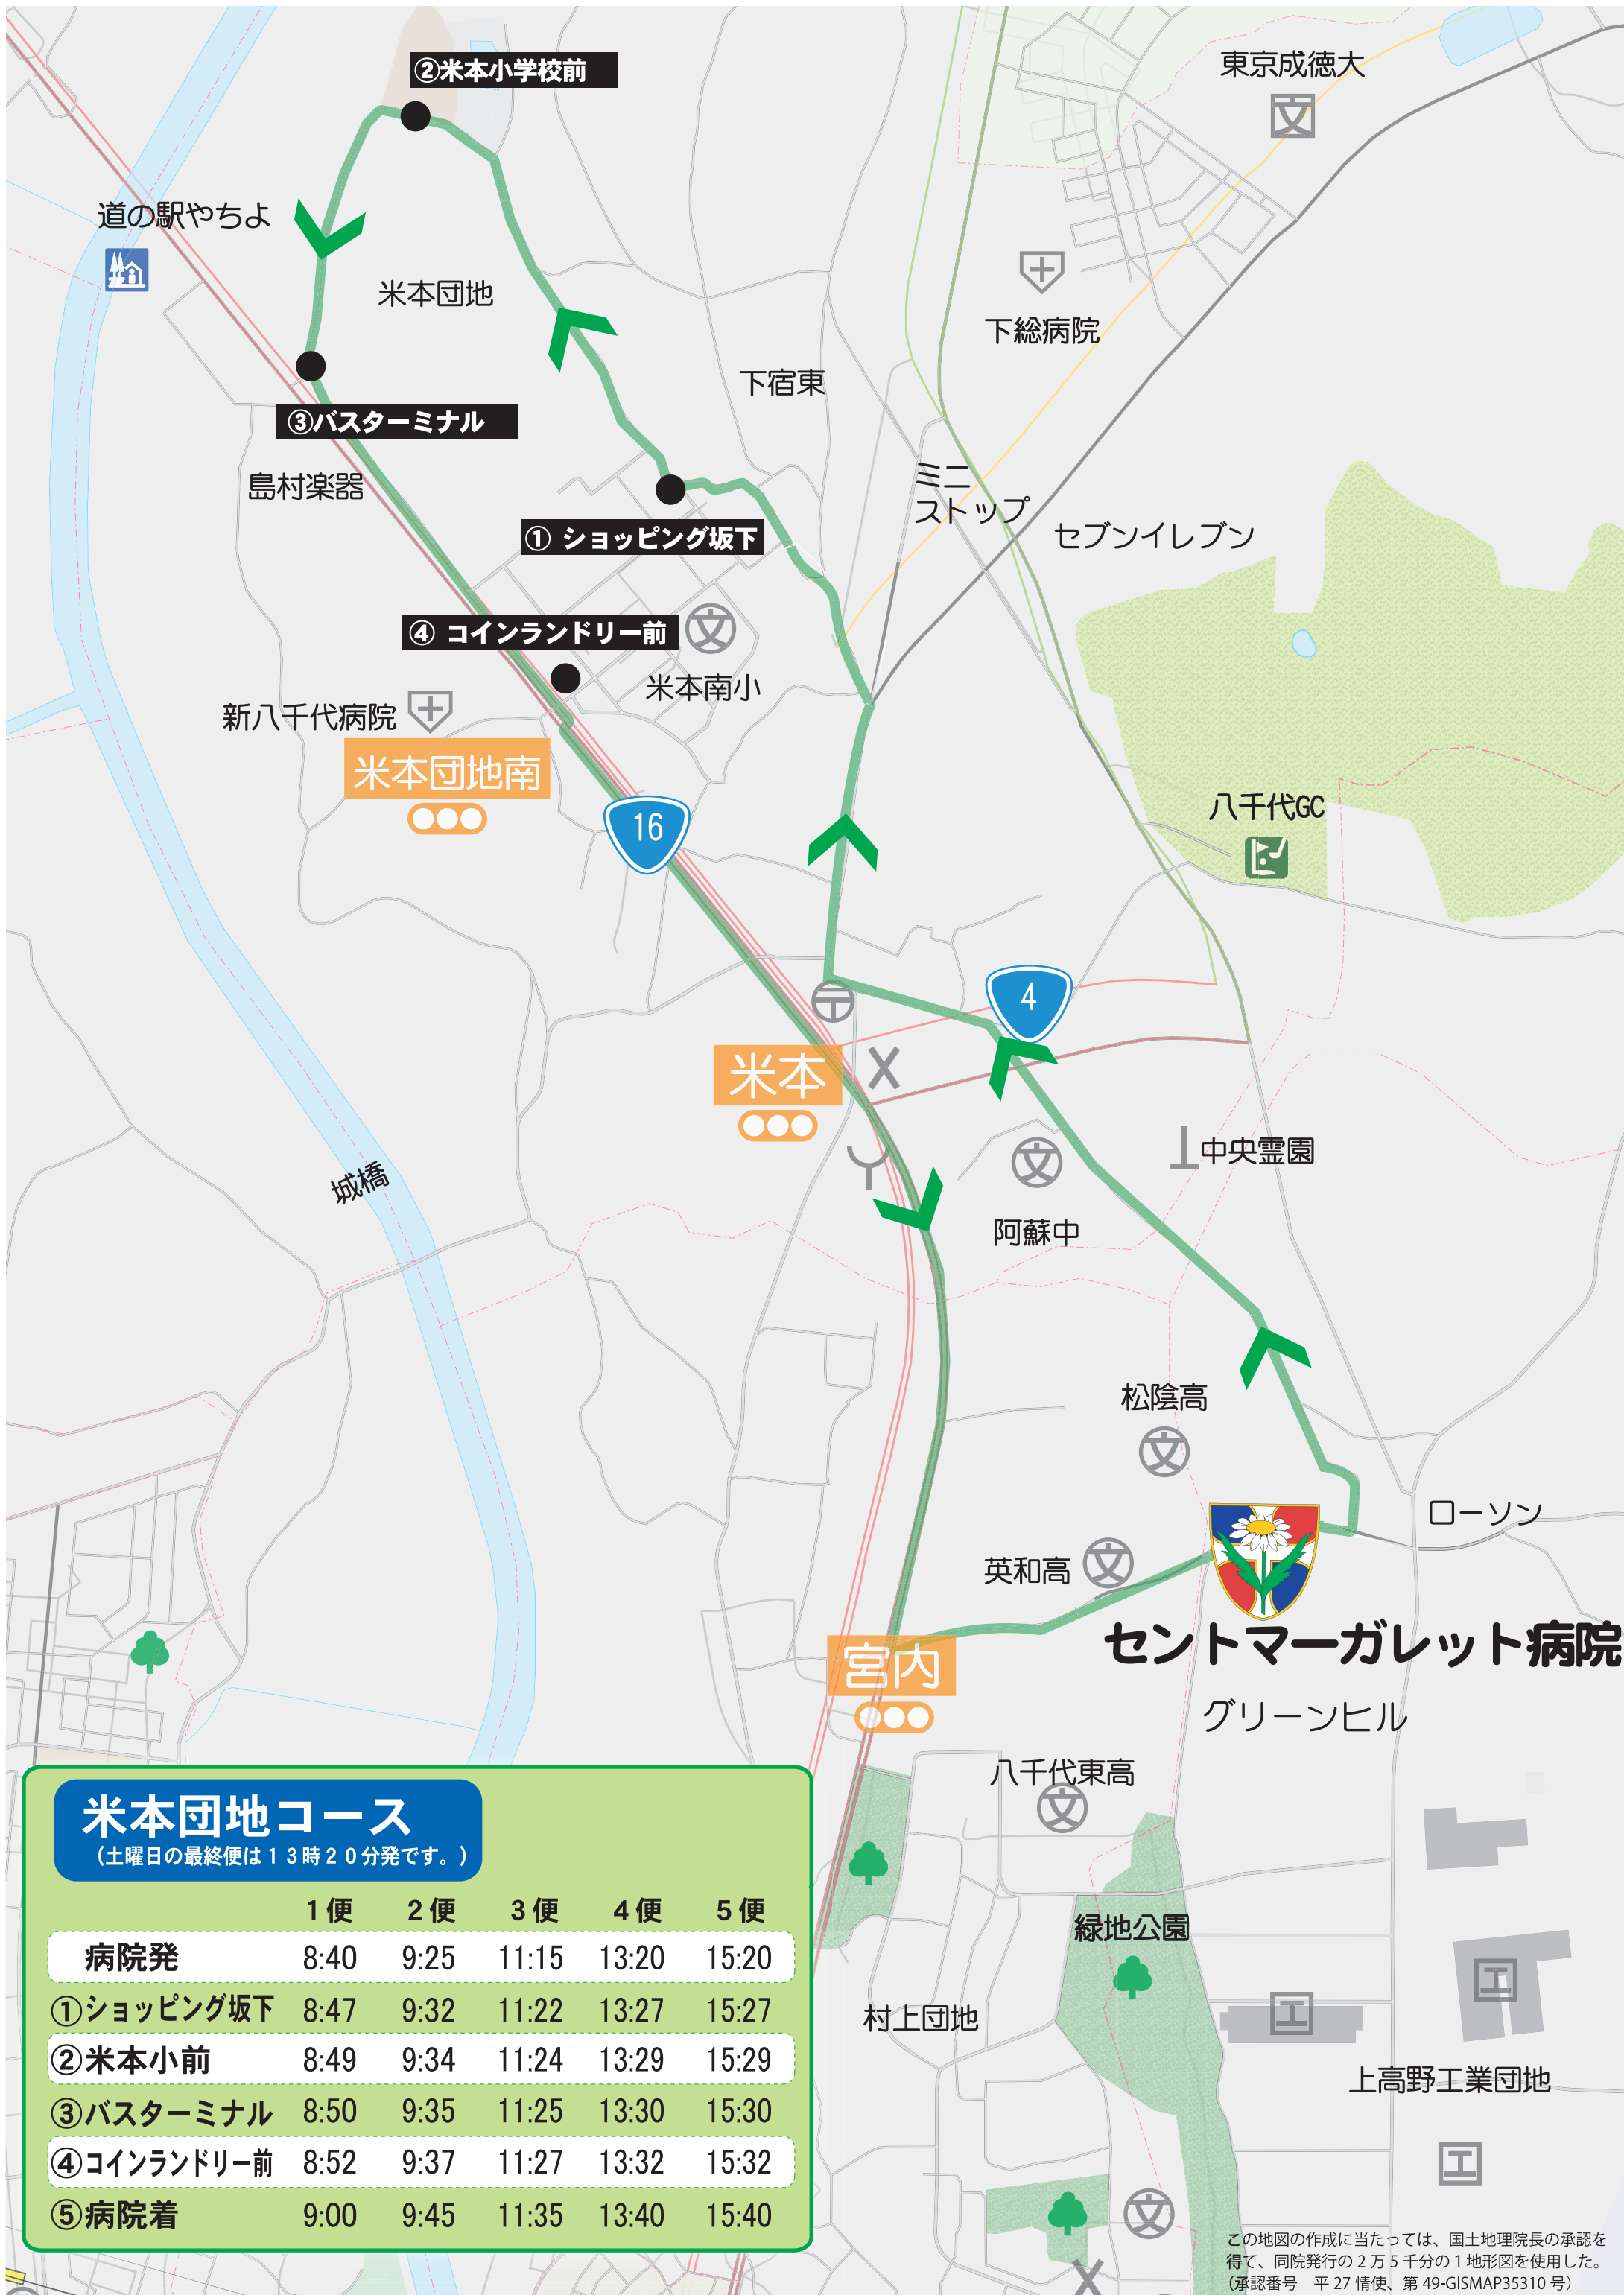 東京成徳大
②米本小学校前
道の駅やちよ
米本団地
下総病院
下宿東
③バスターミナル
島村楽器
ミニ
ストップ
セブンイレブン
① ショッピング坂下
④ コインランドリー前
米本南小
新八千代病院
米本団地南
16
八千代GC
4
米本
中央霊園
城橋
阿蘇中
松陰高
ローソン
英和高
セントマーガレット病院
宮内
グリーンヒル
八千代東高
緑地公園
村上団地
上高野工業団地
米本団地コース
（土曜日の最終便は１３時２０分発です。）
1便 2便 3便 4便 5便
病院発 8:40 9:25 11:15 13:20 15:20
①ショッピング坂下 8:47 9:32 11:22 13:27 15:27
②米本小前 8:49 9:34 11:24 13:29 15:29
③バスターミナル 8:50 9:35 11:25 13:30 15:30
④コインランドリー前 8:52 9:37 11:27 13:32 15:32
⑤病院着 9:00 9:45 11:35 13:40 15:40
この地図の作成に当たっては、国土地理院長の承認を
得て、同院発行の2万5千分の1地形図を使用した。
（承認番号　平27情使、第49-GISMAP35310号）